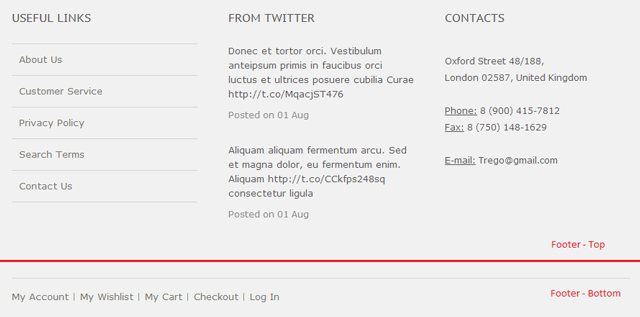 USEFUL LINKS
About Us
Customer Service
Privacy Policy
Search Terms
Contact Us
FROM TWITTER
Donec et tortor orci. Vestibulum
anteipsum primis in faucibus orci
luctus et ultrices posuere cubilia Curae
http://t.co/MqacjST476
Posted on 01 Aug
Aliquam aliquam fermentum arcu. Sed
et magna dolor, eu fermentum enim.
Aliquam http://t.co/CCkfps248sq
consectetur ligula
Posted on 01 Aug
CONTACTS
Oxford Street 48/188,
London 02587, United Kingdom
Phone: 8 (900) 415-7812
Fax: 8 (750) 148-1629
E-mail: Trego@gmail.com
Footer - Top
My Account | My Wishlist | My Cart | Checkout | Log In
Footer - Bottom